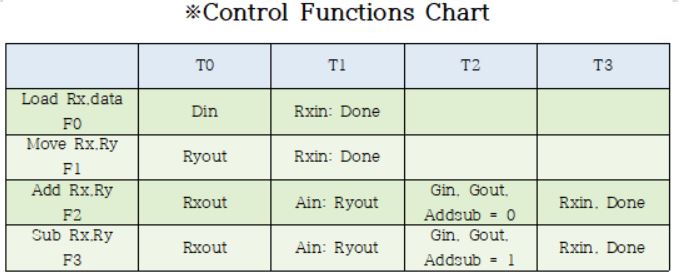 ※Control Functions Chart
T0 T1 T2 T3
Load Rx,data
F0
Din
Rxin: Done
Move Rx,Ry
F1
Ryout
Rxin: Done
Add Rx,Ry
F2
Rxout
Ain: Ryout
Gin, Gout,
Addsub = 0
Rxin, Done
Sub Rx,Ry
F3
Rxout
Ain: Ryout
Gin, Gout,
Addsub = 1
Rxin, Done